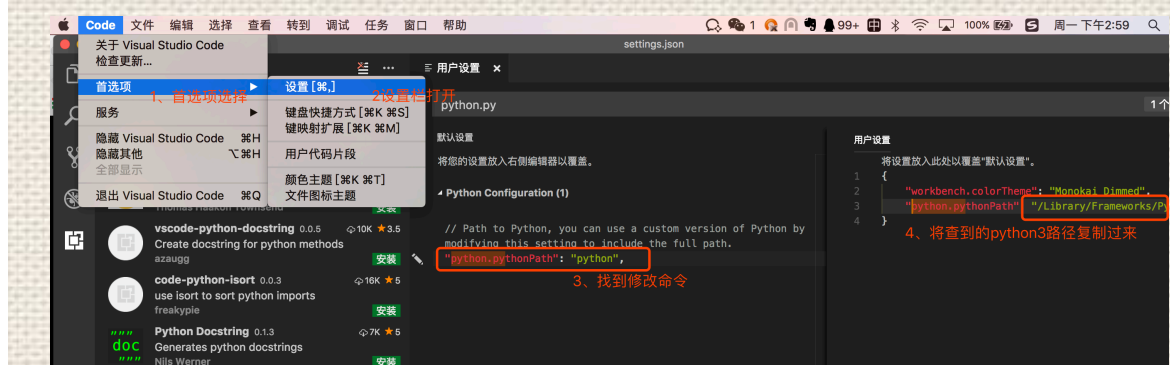 Code 文件 编辑 选择 查看 转到 调试 任务 窗口 帮助 1 99+ 100% 周一下午2:59
settings.json
关于 Visual Studio Code
检查更新...
首选项
服务
隐藏 Visual Studio Code ⌘H
隐藏其他 ⌥⌘H
全部显示
退出 Visual Studio Code ⌘Q
1、首选项选择
设置 [⌘,]
键盘快捷方式 [⌘K ⌘S]
键映射扩展 [⌘K ⌘M]
用户代码片段
颜色主题 [⌘K ⌘T]
文件图标主题
2设置栏打开
Thomas Haakon Townsend 安装
vscode-python-docstring 0.0.5 10K ★ 3.5
Create docstring for python methods
azaugg 安装
code-python-isort 0.0.3 16K ★ 5
use isort to sort python imports
freakypie 安装
""" doc """
Python Docstring 0.1.3 7K ★ 5
Generates python docstrings
Nils Werner 安装
用户设置 ×
python.py 1个
默认设置
将您的设置放入右侧编辑器以覆盖。
Python Configuration (1)
// Path to Python, you can use a custom version of Python by
modifying this setting to include the full path.
"python.pythonPath": "python",
3、找到修改命令
用户设置
将设置放入此处以覆盖"默认设置"。
1 {
2 "workbench.colorTheme": "Monokai Dimmed",
3 "python.pythonPath": "/Library/Frameworks/Py
4 }
4、将查到的python3路径复制过来